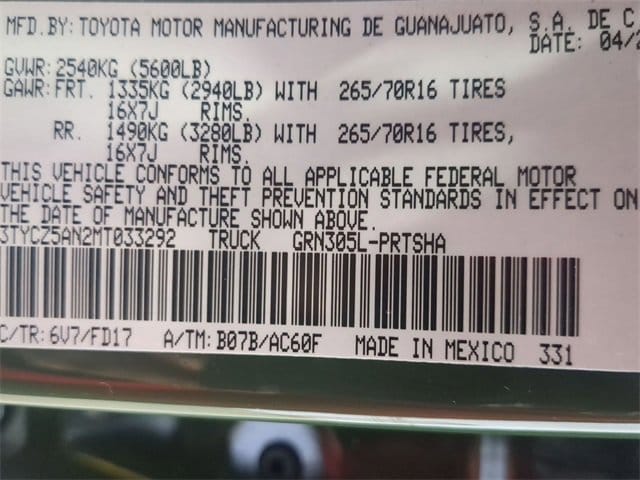 MFD.BY:TOYOTA MOTOR MANUFACTURING DE GUANAJUATO, S.A. DE C
DATE: 04/2
GVWR:2540KG (5600LB)
GAWR:FRT. 1335KG (2940LB) WITH 265/70R16 TIRES
16X7J RIMS.
RR. 1490KG (3280LB) WITH 265/70R16 TIRES,
16X7J RIMS.
THIS VEHICLE CONFORMS TO ALL APPLICABLE FEDERAL MOTOR
VEHICLE SAFETY AND THEFT PREVENTION STANDARDS IN EFFECT ON
THE DATE OF MANUFACTURE SHOWN ABOVE.
3TYCZ5AN2MT033292 TRUCK GRN305L-PRTSHA
C/TR:6V7/FD17 A/TM:B07B/AC60F MADE IN MEXICO 331